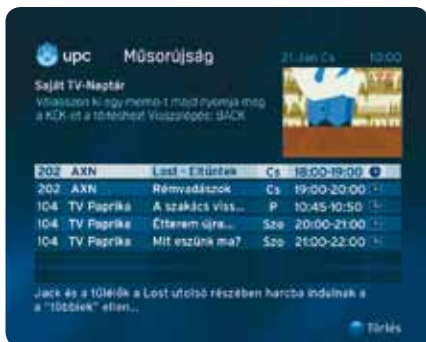 upc Műsorújság 21 Jan Cs 10:00
Saját TV-Naptár
Válasszon ki egy memo-t majd nyomja meg
a KÉK-et a törléshez! Visszalépés: BACK
202 AXN Lost - Eltűntek Cs 18:00-19:00
202 AXN Rémvadászok Cs 19:00-20:00
104 TV Paprika A szakács viss... P 10:45-10:50
104 TV Paprika Étterem újra... Szo 20:00-21:00
104 TV Paprika Mit eszünk ma? Szo 21:00-22:00
Jack és a túlélők a Lost utolsó részében harcba indulnak a
a "többiek" ellen...
Törlés